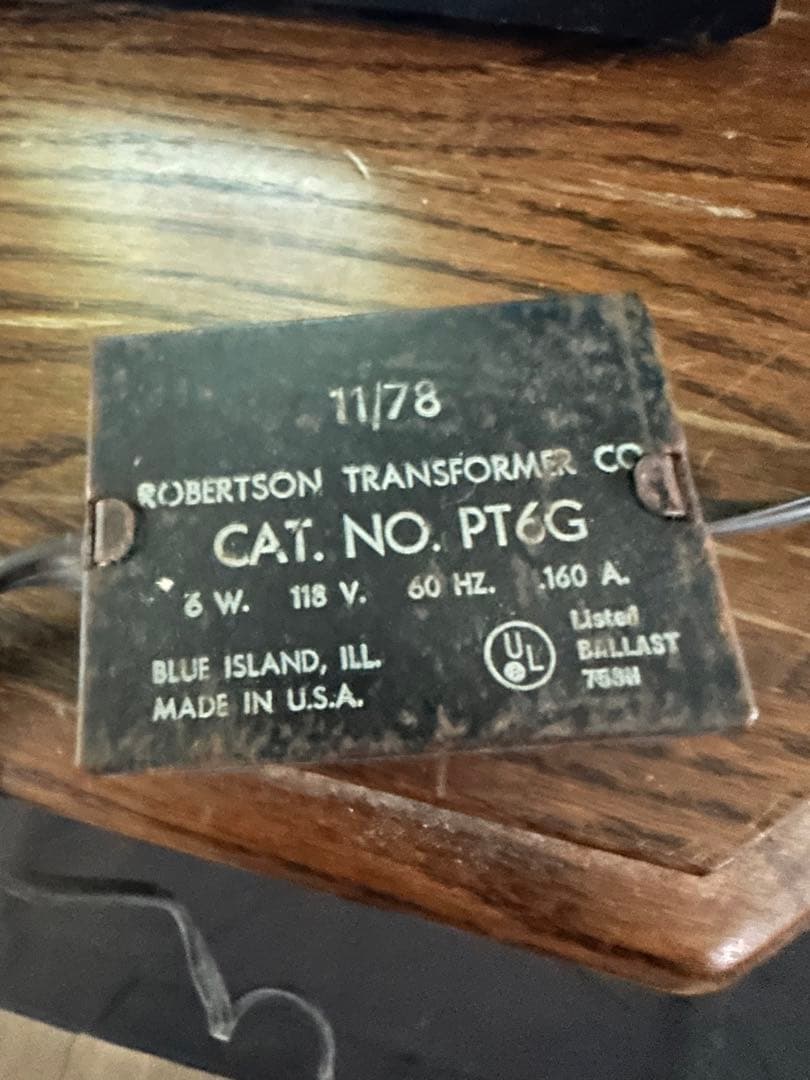 11/78
ROBERTSON TRANSFORMER CO
CAT. NO. PT6G
6 W. 118 V. 60 HZ. .160 A.
BLUE ISLAND, ILL.
MADE IN U.S.A.
UL
Listed
BALLAST